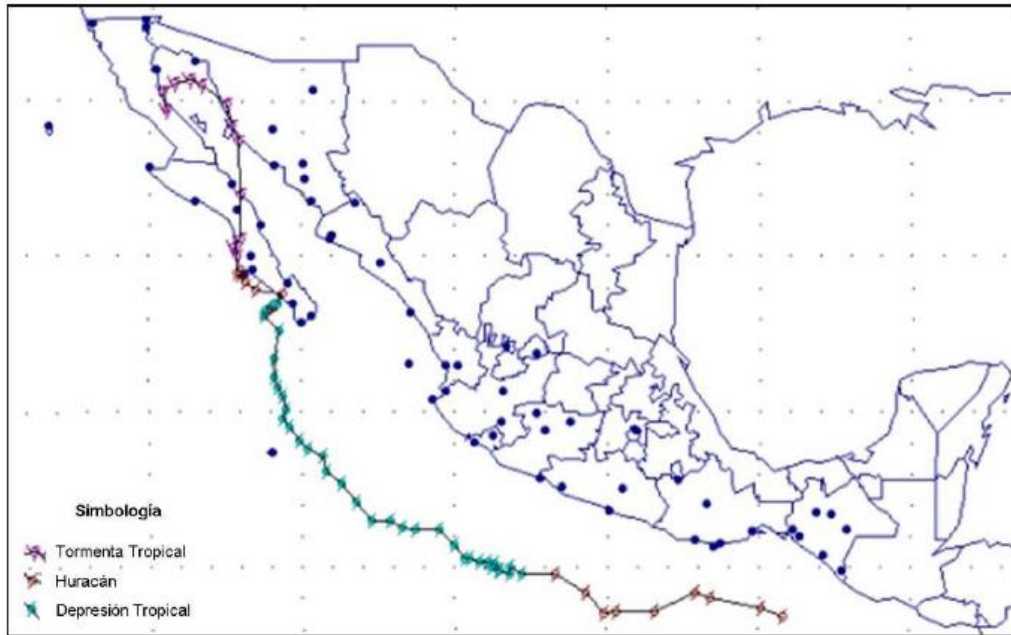 Simbología
Tormenta Tropical
Huracán
Depresión Tropical